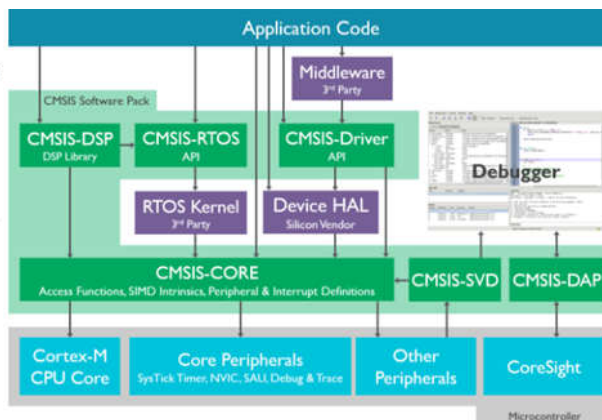 Application Code
Middleware
3rd Party
CMSIS Software Pack
CMSIS-DSP
DSP Library
CMSIS-RTOS
API
CMSIS-Driver
API
Debugger
RTOS Kernel
3rd Party
Device HAL
Silicon Vendor
CMSIS-CORE
Access Functions, SIMD Intrinsics, Peripheral & Interrupt Definitions
CMSIS-SVD
CMSIS-DAP
Cortex-M
CPU Core
Core Peripherals
SysTick Timer, NVIC, SAU, Debug & Trace
Other
Peripherals
CoreSight
Microcontroller